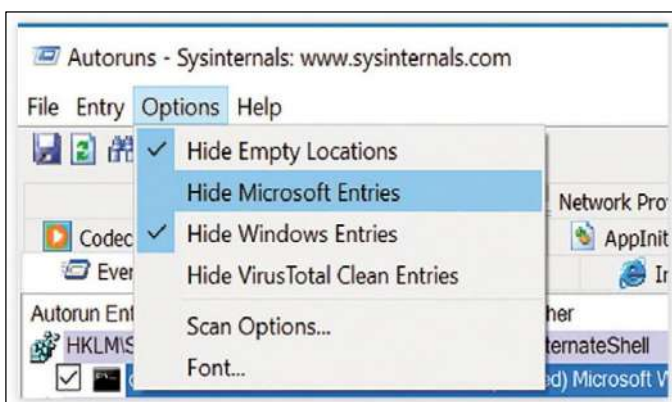 Autoruns - Sysinternals: www.sysinternals.com
File Entry Options Help
Hide Empty Locations
Hide Microsoft Entries
Network Pro
Codec
Hide Windows Entries
AppInit
Ever
Hide VirusTotal Clean Entries
Autorun Ent
Scan Options...
her
HKLM\S
ternateShell
Font...
ed) Microsoft W